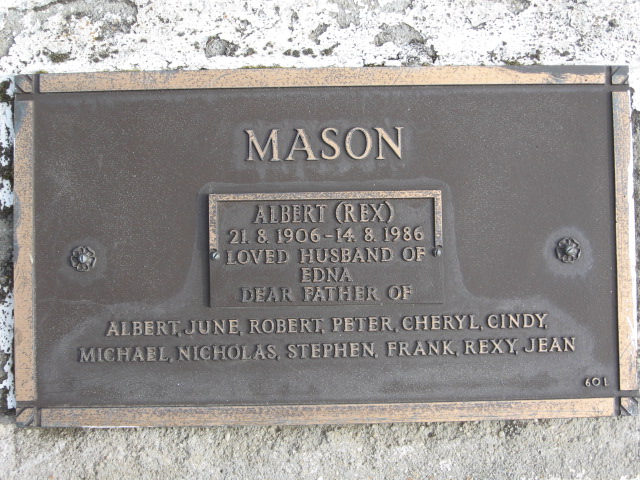 MASON
ALBERT (REX)
21. 8. 1906 - 14. 8. 1986
LOVED HUSBAND OF
EDNA
DEAR FATHER OF
ALBERT, JUNE, ROBERT, PETER, CHERYL, CINDY,
MICHAEL, NICHOLAS, STEPHEN, FRANK, REXY, JEAN
601